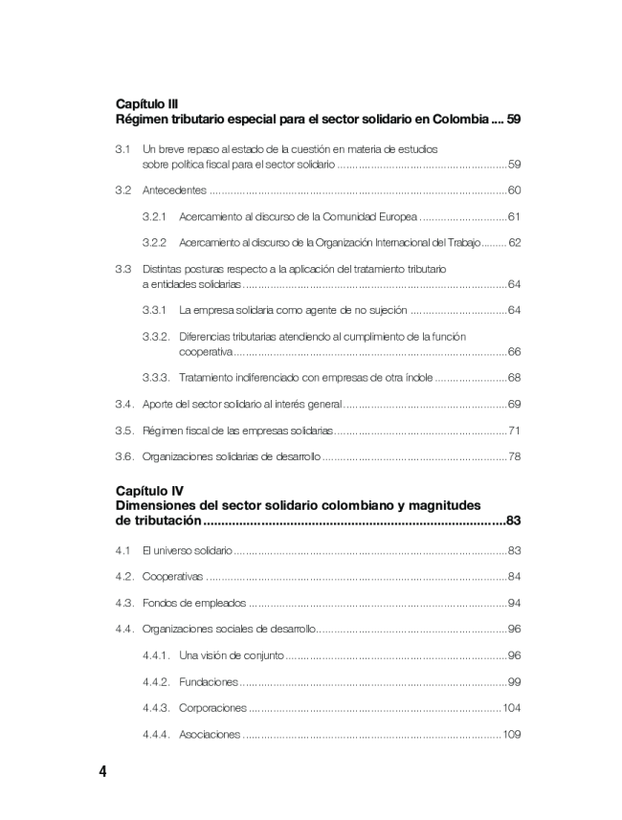 Capítulo III
Régimen tributario especial para el sector solidario en Colombia .... 59
3.1 Un breve repaso al estado de la cuestión en materia de estudios
sobre política fiscal para el sector solidario ........................................................ 59
3.2 Antecedentes .................................................................................................. 60
3.2.1 Acercamiento al discurso de la Comunidad Europea ............................. 61
3.2.2 Acercamiento al discurso de la Organización Internacional del Trabajo......... 62
3.3 Distintas posturas respecto a la aplicación del tratamiento tributario
a entidades solidarias ....................................................................................... 64
3.3.1 La empresa solidaria como agente de no sujeción ................................ 64
3.3.2. Diferencias tributarias atendiendo al cumplimiento de la función
cooperativa .......................................................................................... 66
3.3.3. Tratamiento indiferenciado con empresas de otra índole ........................ 68
3.4. Aporte del sector solidario al interés general ...................................................... 69
3.5. Régimen fiscal de las empresas solidarias ......................................................... 71
3.6. Organizaciones solidarias de desarrollo ............................................................. 78
Capítulo IV
Dimensiones del sector solidario colombiano y magnitudes
de tributación ....................................................................................83
4.1 El universo solidario .......................................................................................... 83
4.2. Cooperativas ................................................................................................... 84
4.3. Fondos de empleados ..................................................................................... 94
4.4. Organizaciones sociales de desarrollo............................................................... 96
4.4.1. Una visión de conjunto ......................................................................... 96
4.4.2. Fundaciones ........................................................................................ 99
4.4.3. Corporaciones ................................................................................... 104
4.4.4. Asociaciones ..................................................................................... 109
4